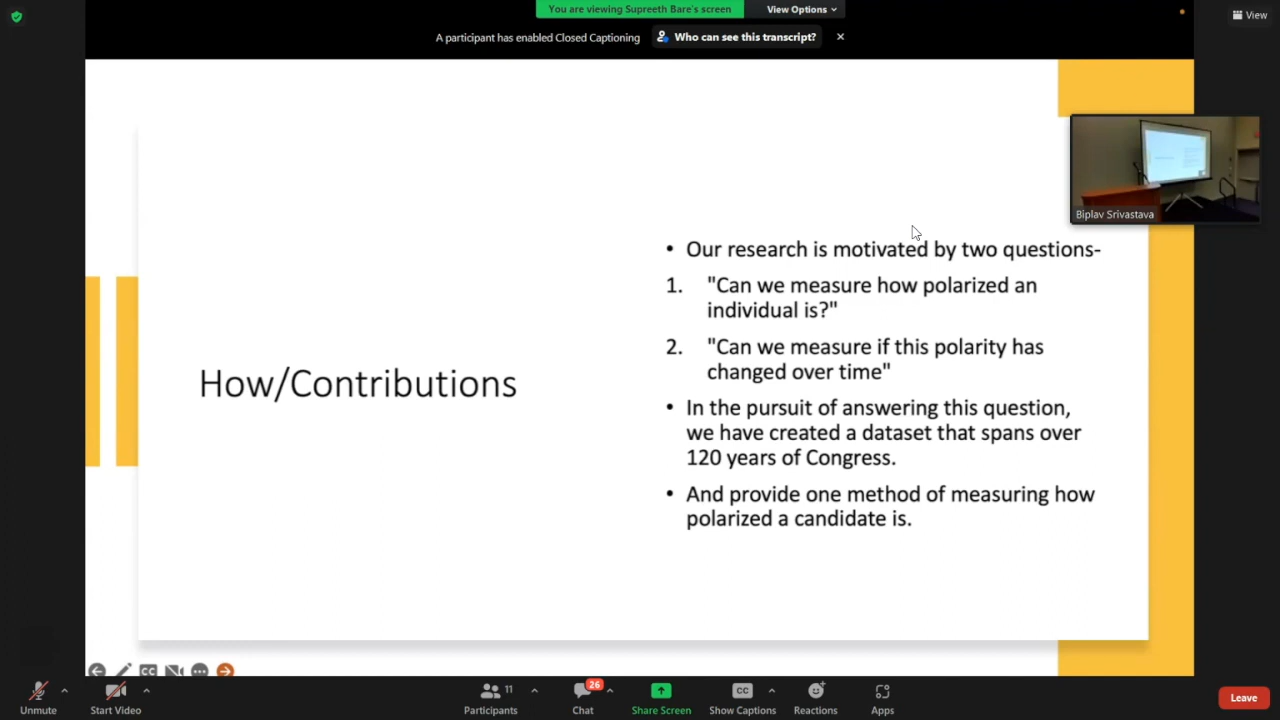 You are viewing Supreeth Bare's screen
View Options
View
A participant has enabled Closed Captioning
Who can see this transcript?
Biplav Srivastava
How/Contributions
• Our research is motivated by two questions-
1. "Can we measure how polarized an
individual is?"
2. "Can we measure if this polarity has
changed over time"
• In the pursuit of answering this question,
we have created a dataset that spans over
120 years of Congress.
• And provide one method of measuring how
polarized a candidate is.
CC
Unmute
Start Video
11
Participants
26
Chat
Share Screen
CC
Show Captions
Reactions
Apps
Leave